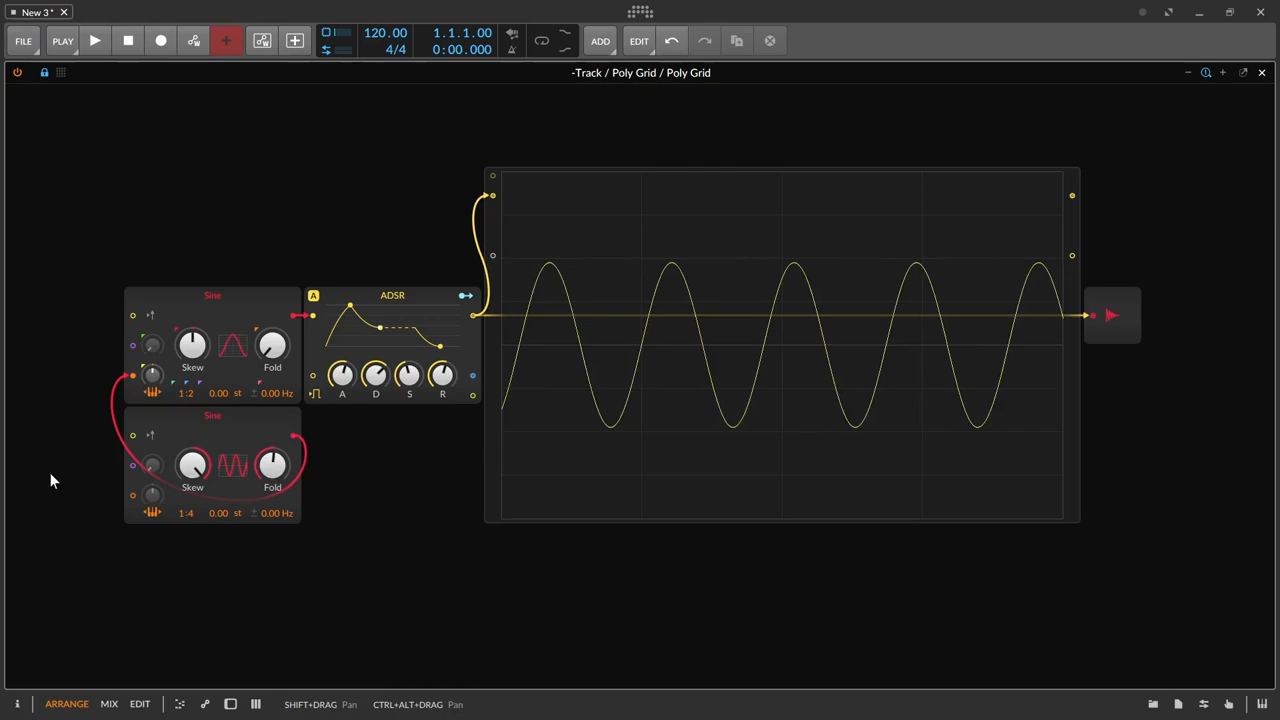 New 3*
FILE PLAY 120.00 4/4 1.1.1.00 0:00.000 ADD EDIT
-Track / Poly Grid / Poly Grid
Sine
Skew Fold
1:2 0.00 st ± 0.00 Hz
A ADSR
A D S R
Sine
Skew Fold
1:4 0.00 st ± 0.00 Hz
i ARRANGE MIX EDIT SHIFT+DRAG Pan CTRL+ALT+DRAG Pan